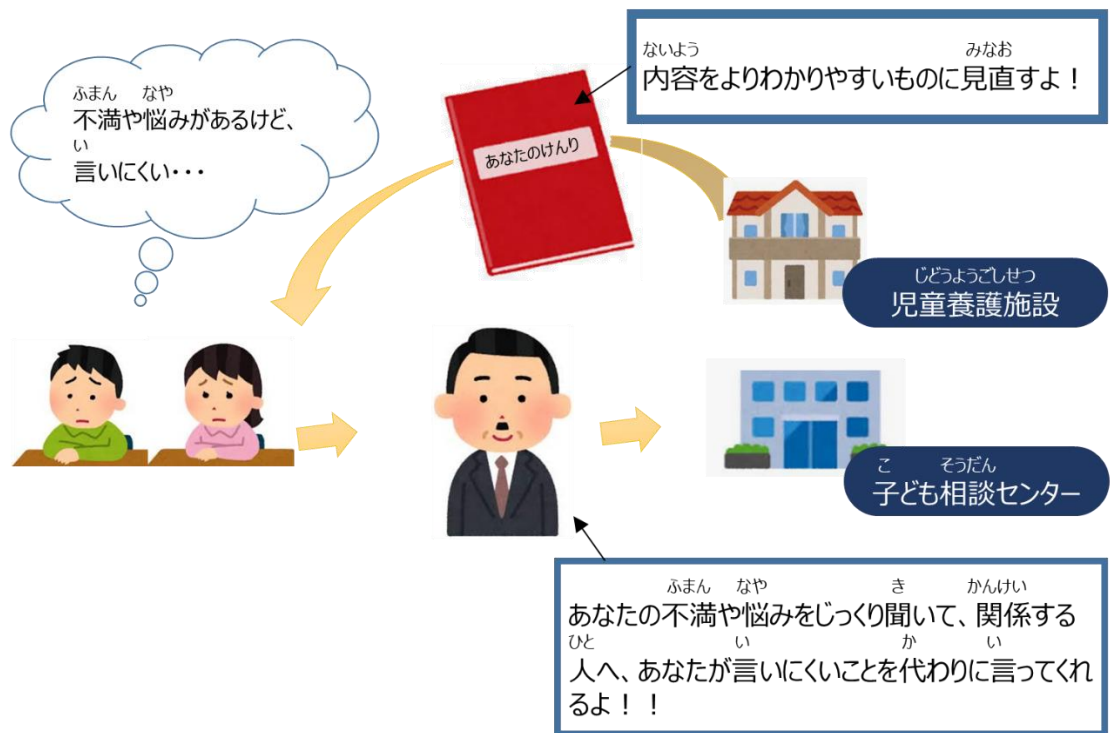 ふまん なや
不満や悩みがあるけど、
い
言いにくい・・・
ないよう みなお
内容をよりわかりやすいものに見直すよ！
あなたのけんり
じどうようごしせつ
児童養護施設
こ そうだん
子ども相談センター
ふまん なや き かんけい
あなたの不満や悩みをじっくり聞いて、関係する
ひと い か い
人へ、あなたが言いにくいことを代わりに言ってくれ
るよ！！